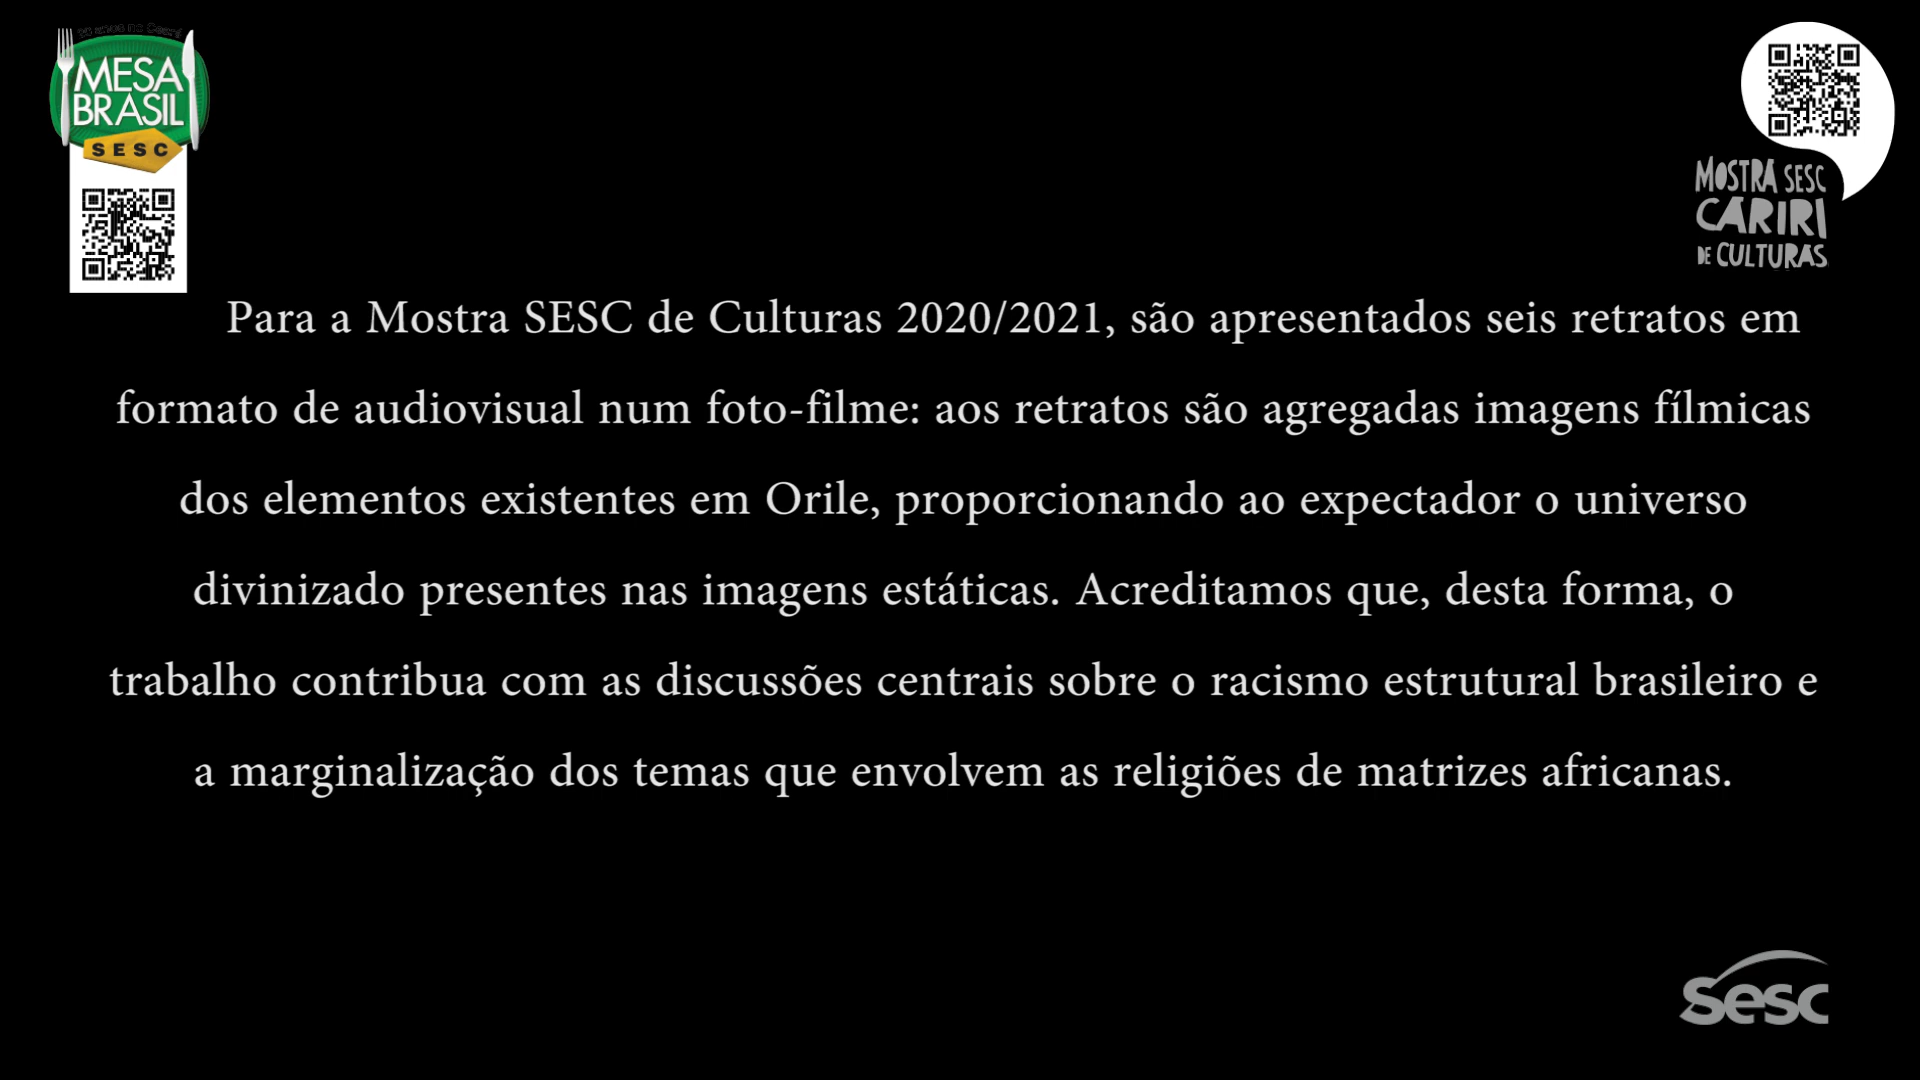 MESA
BRASIL
SESC
MOSTRA SESC
CARIRI
DE CULTURAS
Para a Mostra SESC de Culturas 2020/2021, são apresentados seis retratos em
formato de audiovisual num foto-filme: aos retratos são agregadas imagens fílmicas
dos elementos existentes em Orile, proporcionando ao expectador o universo
divinizado presentes nas imagens estáticas. Acreditamos que, desta forma, o
trabalho contribua com as discussões centrais sobre o racismo estrutural brasileiro e
a marginalização dos temas que envolvem as religiões de matrizes africanas.
Sesc